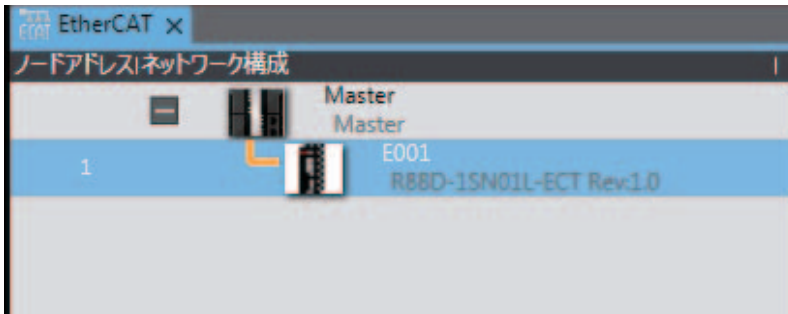 ECAT EtherCAT ×
ノードアドレス|ネットワーク構成
Master
Master
1
E001
R88D-1SN01L-ECT Rev:1.0